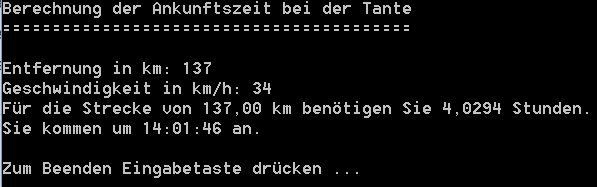 Berechnung der Ankunftszeit bei der Tante
=========================================
Entfernung in km: 137
Geschwindigkeit in km/h: 34
Für die Strecke von 137,00 km benötigen Sie 4,0294 Stunden.
Sie kommen um 14:01:46 an.
Zum Beenden Eingabetaste drücken ...